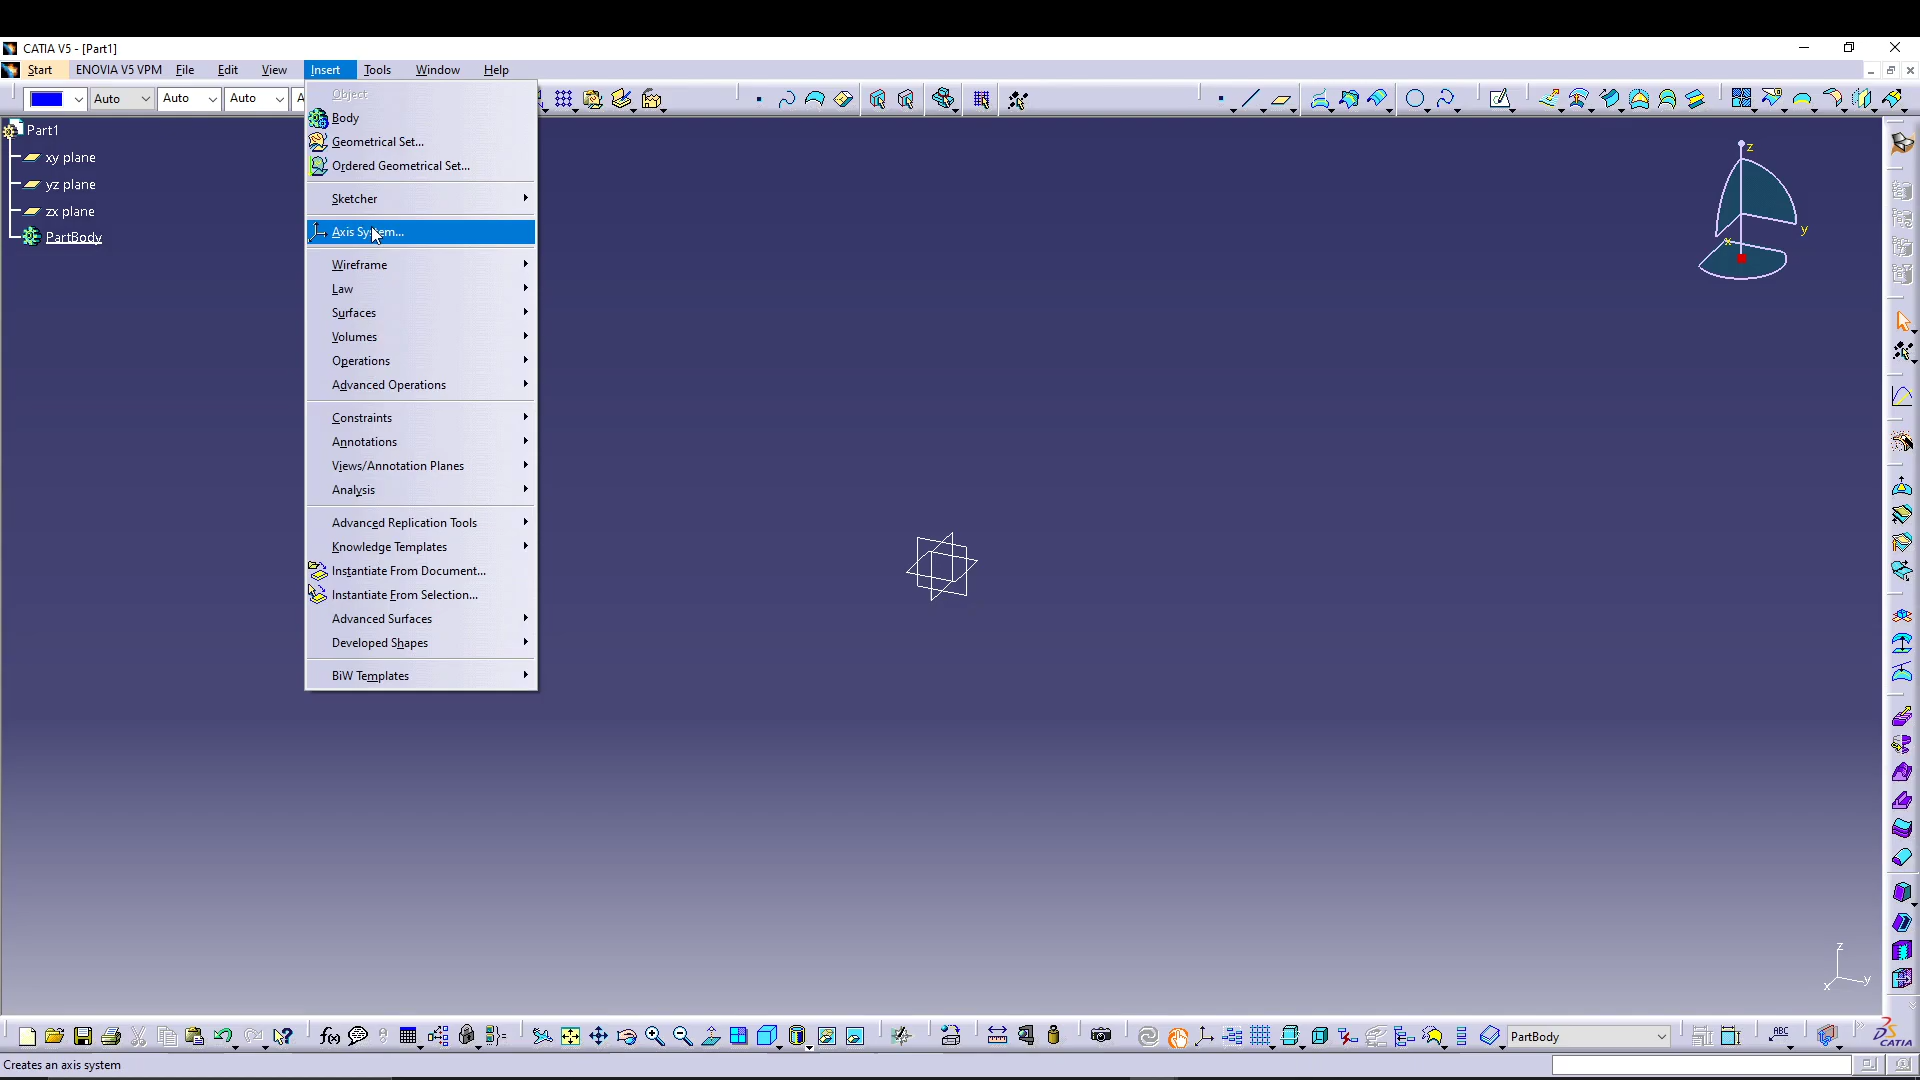 CATIA V5 - [Part1]
Start ENOVIA V5 VPM File Edit View Insert Tools Window Help
Auto Auto Auto A
Part1
xy plane
yz plane
zx plane
PartBody
Object
Body
Geometrical Set...
Ordered Geometrical Set...
Sketcher
Axis System...
Wireframe
Law
Surfaces
Volumes
Operations
Advanced Operations
Constraints
Annotations
Views/Annotation Planes
Analysis
Advanced Replication Tools
Knowledge Templates
Instantiate From Document...
Instantiate From Selection...
Advanced Surfaces
Developed Shapes
BiW Templates
z
y
x
z
y
x
f(x)
PartBody
ABC
CATIA
Creates an axis system